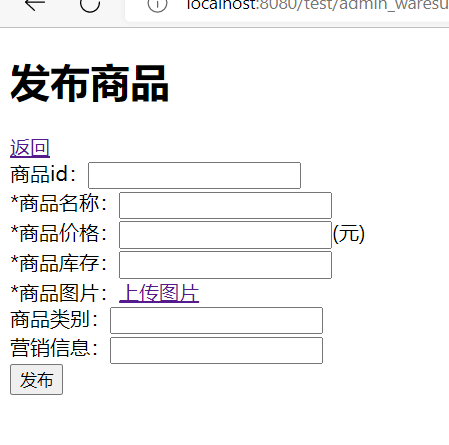 localhost:8080/test/admin_waresu
发布商品
返回
商品id：
*商品名称：
*商品价格：(元)
*商品库存：
*商品图片：上传图片
商品类别：
营销信息：
发布